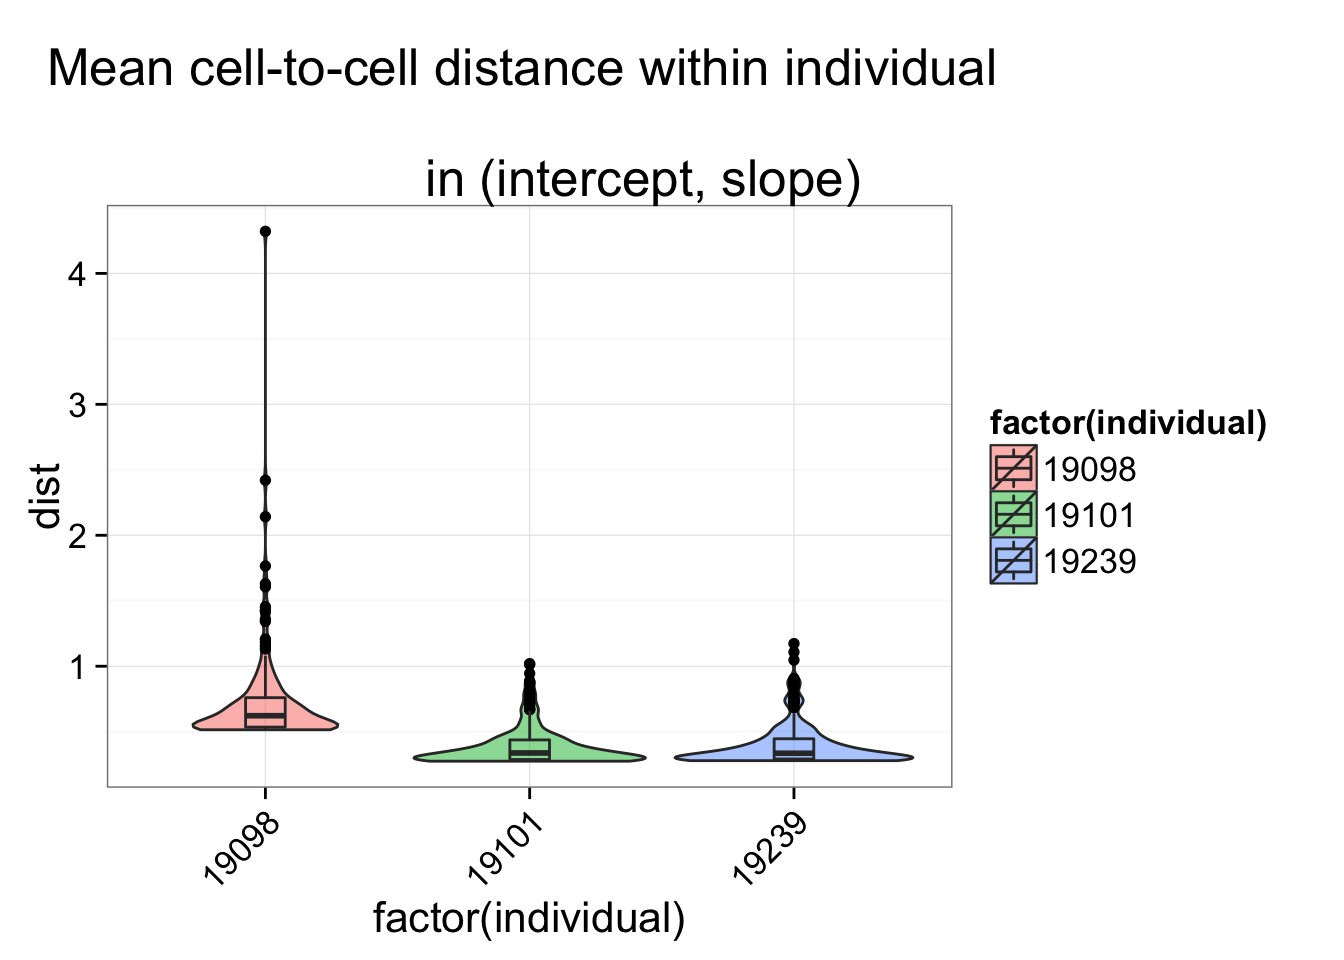 Mean cell-to-cell distance within individual
in (intercept, slope)
4
3
2
1
dist
19098
19101
19239
factor(individual)
factor(individual)
19098
19101
19239